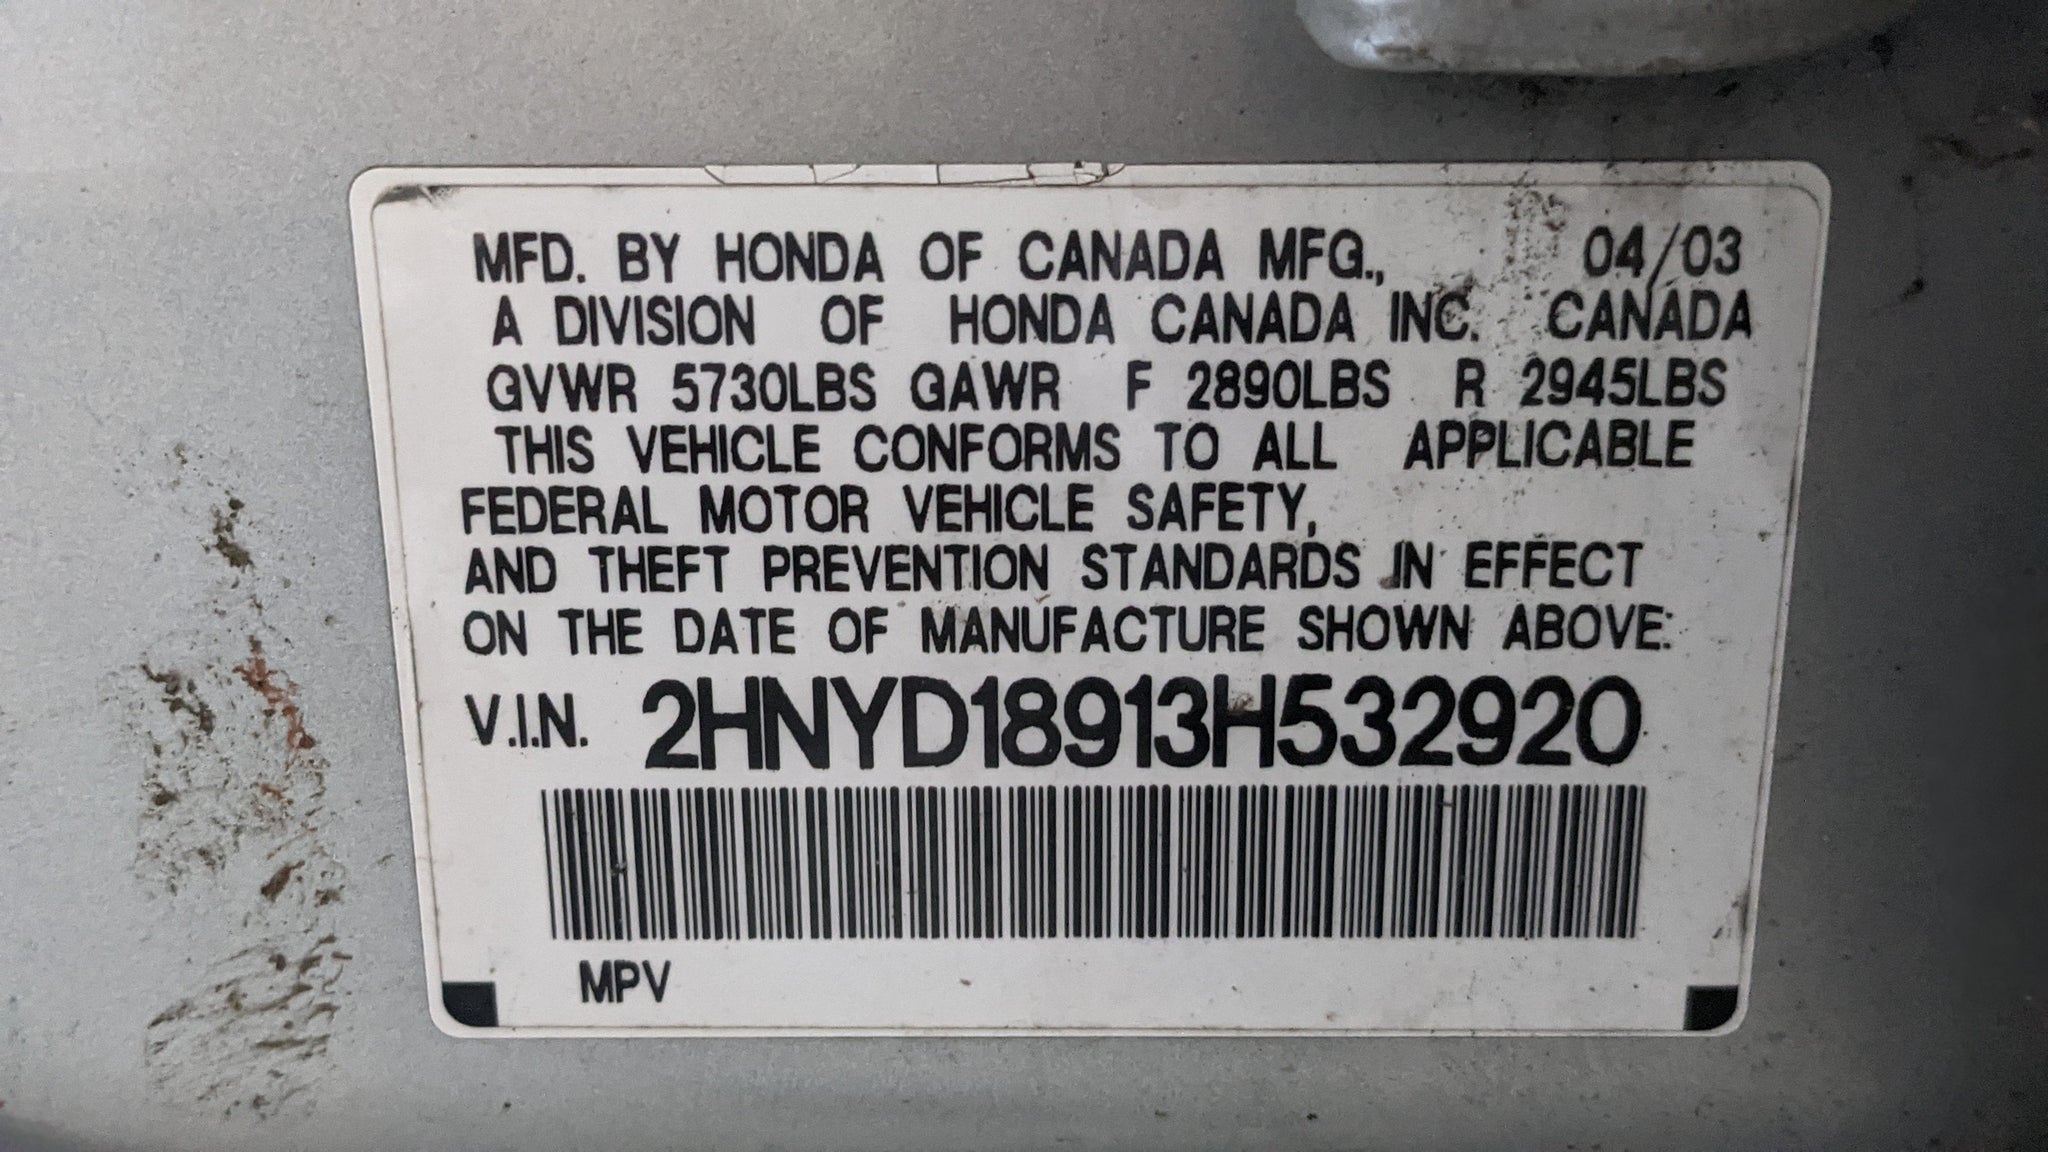 MFD. BY HONDA OF CANADA MFG., 04/03
A DIVISION OF HONDA CANADA INC. CANADA
GVWR 5730LBS GAWR F 2890LBS R 2945LBS
THIS VEHICLE CONFORMS TO ALL APPLICABLE
FEDERAL MOTOR VEHICLE SAFETY,
AND THEFT PREVENTION STANDARDS IN EFFECT
ON THE DATE OF MANUFACTURE SHOWN ABOVE:
V.I.N. 2HNYD18913H532920
MPV